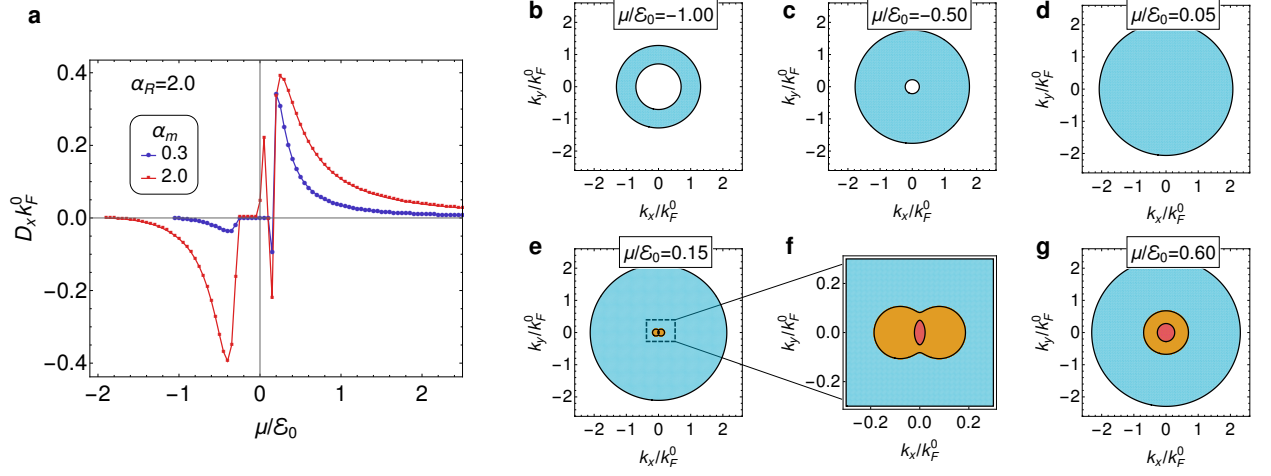 a
α_R=2.0
α_m
0.3
2.0
D_x k_F^0
0.4
0.2
0.0
-0.2
-0.4
-2
-1
0
1
2
μ/ℰ_0
b
μ/ℰ_0=-1.00
k_y/k_F^0
2
1
0
-1
-2
-2 -1 0 1 2
k_x/k_F^0
c
μ/ℰ_0=-0.50
k_y/k_F^0
2
1
0
-1
-2
-2 -1 0 1 2
k_x/k_F^0
d
μ/ℰ_0=0.05
k_y/k_F^0
2
1
0
-1
-2
-2 -1 0 1 2
k_x/k_F^0
e
μ/ℰ_0=0.15
k_y/k_F^0
2
1
0
-1
-2
-2 -1 0 1 2
k_x/k_F^0
f
k_y/k_F^0
0.2
0.0
-0.2
-0.2 0.0 0.2
k_x/k_F^0
g
μ/ℰ_0=0.60
k_y/k_F^0
2
1
0
-1
-2
-2 -1 0 1 2
k_x/k_F^0